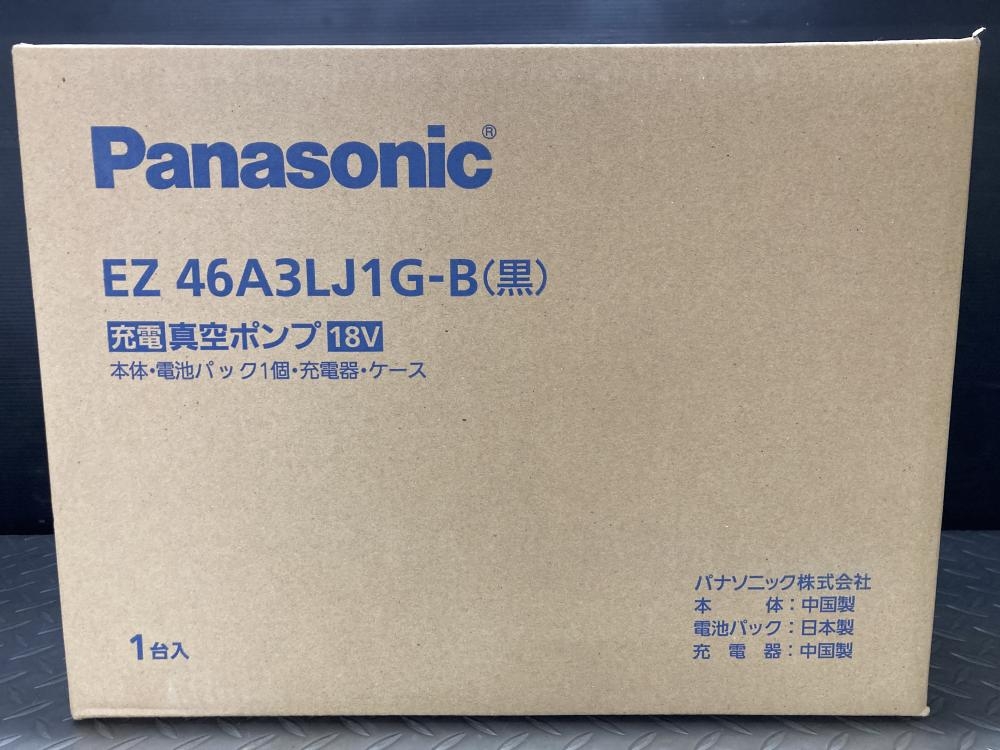 Panasonic®
EZ 46A3LJ1G-B(黒)
充電 真空ポンプ 18V
本体・電池パック1個・充電器・ケース
パナソニック株式会社
本 体:中国製
電池パック:日本製
充 電 器:中国製
1台入